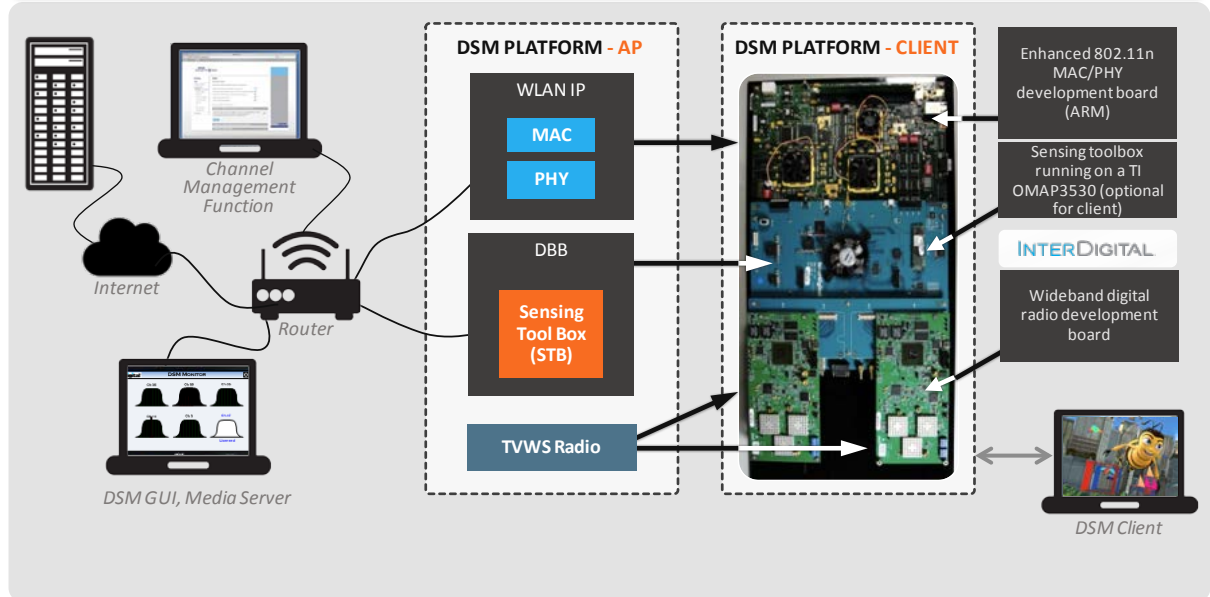 DSM PLATFORM - AP
DSM PLATFORM - CLIENT
WLAN IP
MAC
PHY
DBB
Sensing
Tool Box
(STB)
TVWS Radio
Channel
Management
Function
Internet
Router
DSM MONITOR
DSM GUI, Media Server
Enhanced 802.11n
MAC/PHY
development board
(ARM)
Sensing toolbox
running on a TI
OMAP3530 (optional
for client)
INTERDIGITAL
Wideband digital
radio development
board
DSM Client